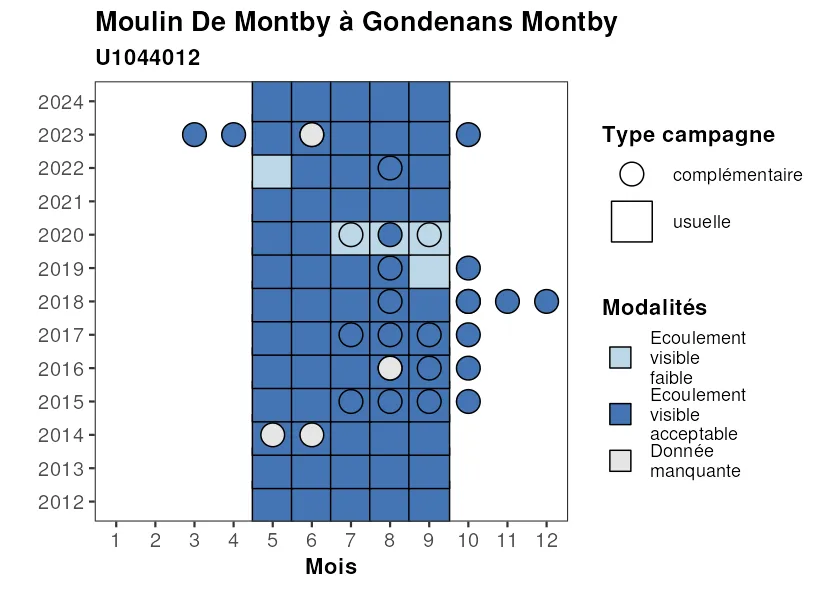 Moulin De Montby à Gondenans Montby
U1044012
2024
2023
2022
2021
2020
2019
2018
2017
2016
2015
2014
2013
2012
1 2 3 4 5 6 7 8 9 10 11 12
Mois
Type campagne
complémentaire
usuelle
Modalités
Ecoulement
visible
faible
Ecoulement
visible
acceptable
Donnée
manquante